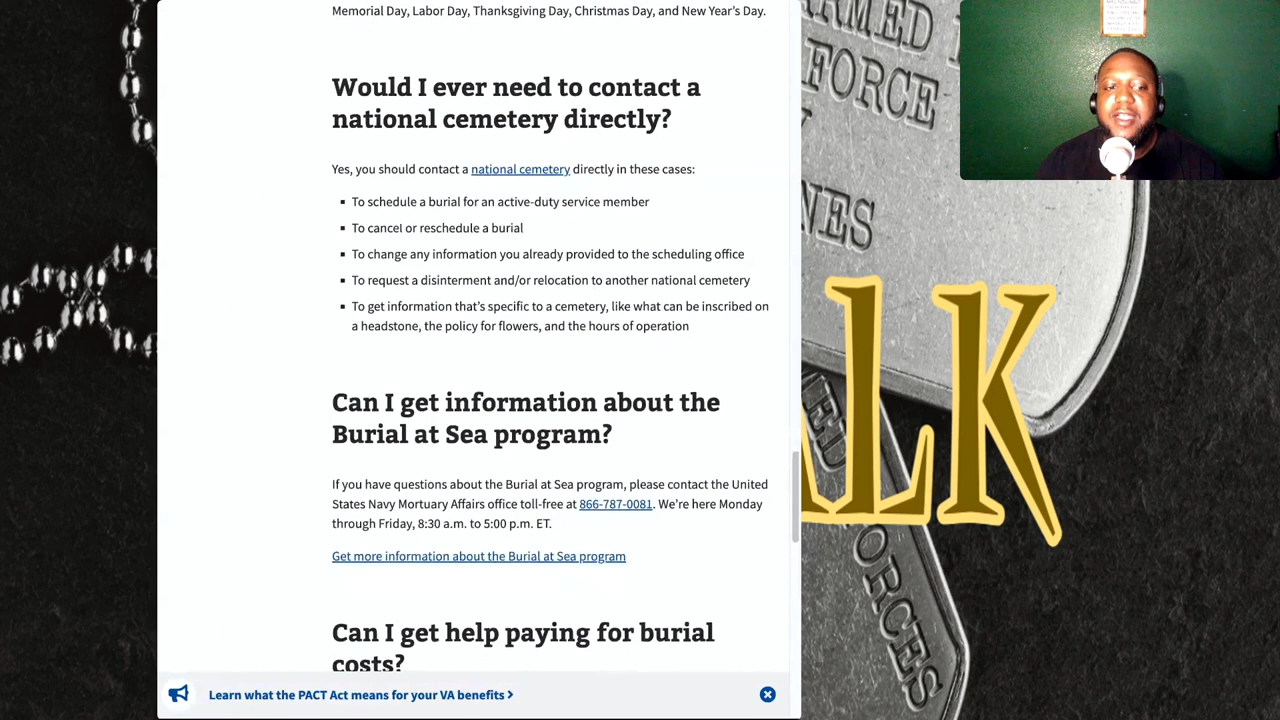 Memorial Day, Labor Day, Thanksgiving Day, Christmas Day, and New Year's Day.
Would I ever need to contact a
national cemetery directly?
Yes, you should contact a national cemetery directly in these cases:
To schedule a burial for an active-duty service member
To cancel or reschedule a burial
To change any information you already provided to the scheduling office
To request a disinterment and/or relocation to another national cemetery
To get information that's specific to a cemetery, like what can be inscribed on
a headstone, the policy for flowers, and the hours of operation
Can I get information about the
Burial at Sea program?
If you have questions about the Burial at Sea program, please contact the United
States Navy Mortuary Affairs office toll-free at 866-787-0081. We're here Monday
through Friday, 8:30 a.m. to 5:00 p.m. ET.
Get more information about the Burial at Sea program
Can I get help paying for burial
costs?
Learn what the PACT Act means for your VA benefits
ARMED
FORCE
NES
ALK
ORCES